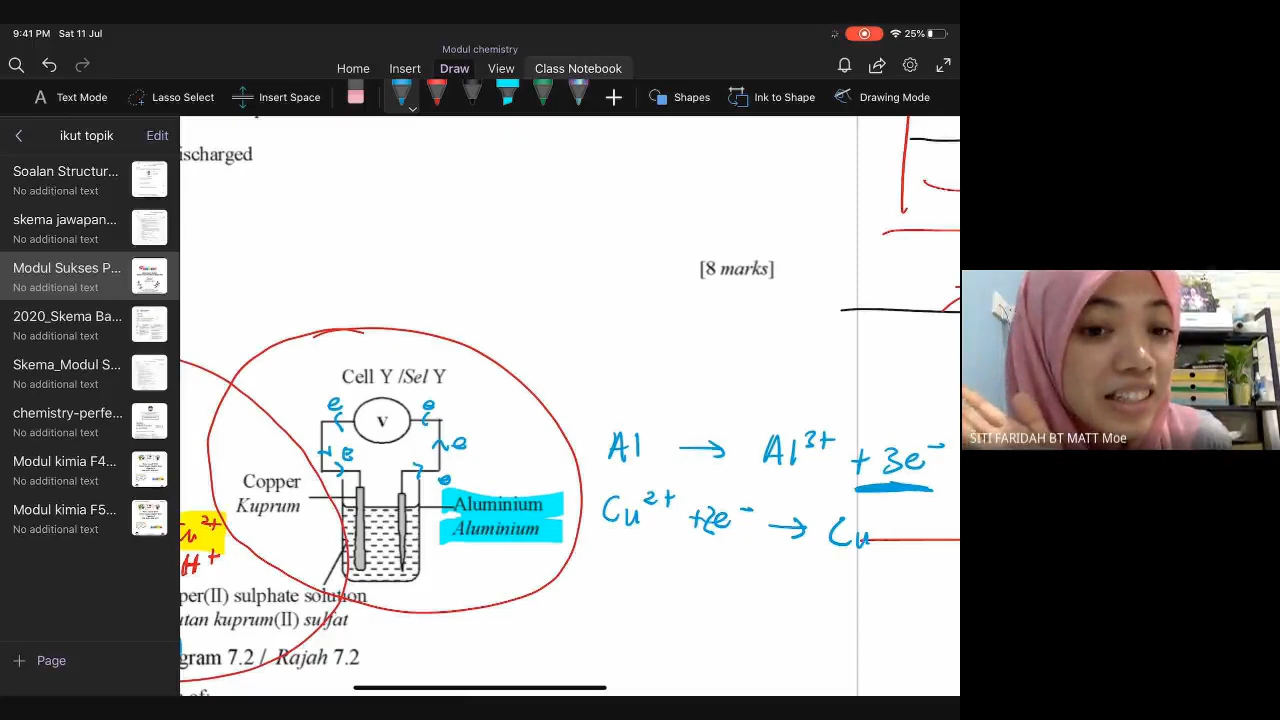 9:41 PM Sat 11 Jul
25%
Modul chemistry
Home Insert Draw View Class Notebook
Text Mode Lasso Select Insert Space Shapes Ink to Shape Drawing Mode
ikut topik Edit
Soalan Structur...
No additional text
skema jawapan...
No additional text
Modul Sukses P...
No additional text
2020_Skema Ba...
No additional text
Skema_Modul S...
No additional text
chemistry-perfe...
No additional text
Modul kimia F4...
No additional text
Modul kimia F5...
No additional text
Page
ischarged
[8 marks]
Cell Y /Sel Y
e e
V
e e
e
Copper
Kuprum
Aluminium
Aluminium
Al → Al³⁺ + 3e⁻
Cu²⁺ + 2e⁻ → Cu
u²⁺
H⁺
per(II) sulphate solution
utan kuprum(II) sulfat
gram 7.2 / Rajah 7.2
SITI FARIDAH BT MATT Moe